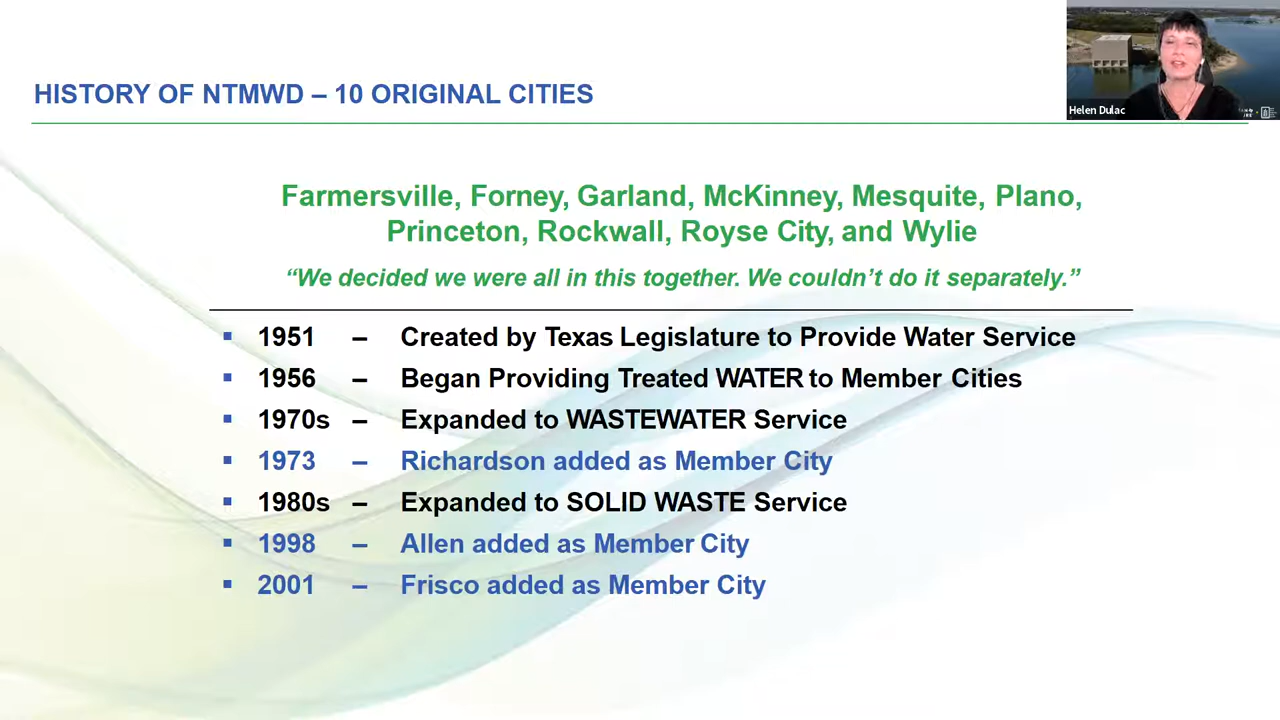 HISTORY OF NTMWD – 10 ORIGINAL CITIES
Helen Dulac
Farmersville, Forney, Garland, McKinney, Mesquite, Plano,
Princeton, Rockwall, Royse City, and Wylie
“We decided we were all in this together. We couldn’t do it separately.”
1951 – Created by Texas Legislature to Provide Water Service
1956 – Began Providing Treated WATER to Member Cities
1970s – Expanded to WASTEWATER Service
1973 – Richardson added as Member City
1980s – Expanded to SOLID WASTE Service
1998 – Allen added as Member City
2001 – Frisco added as Member City